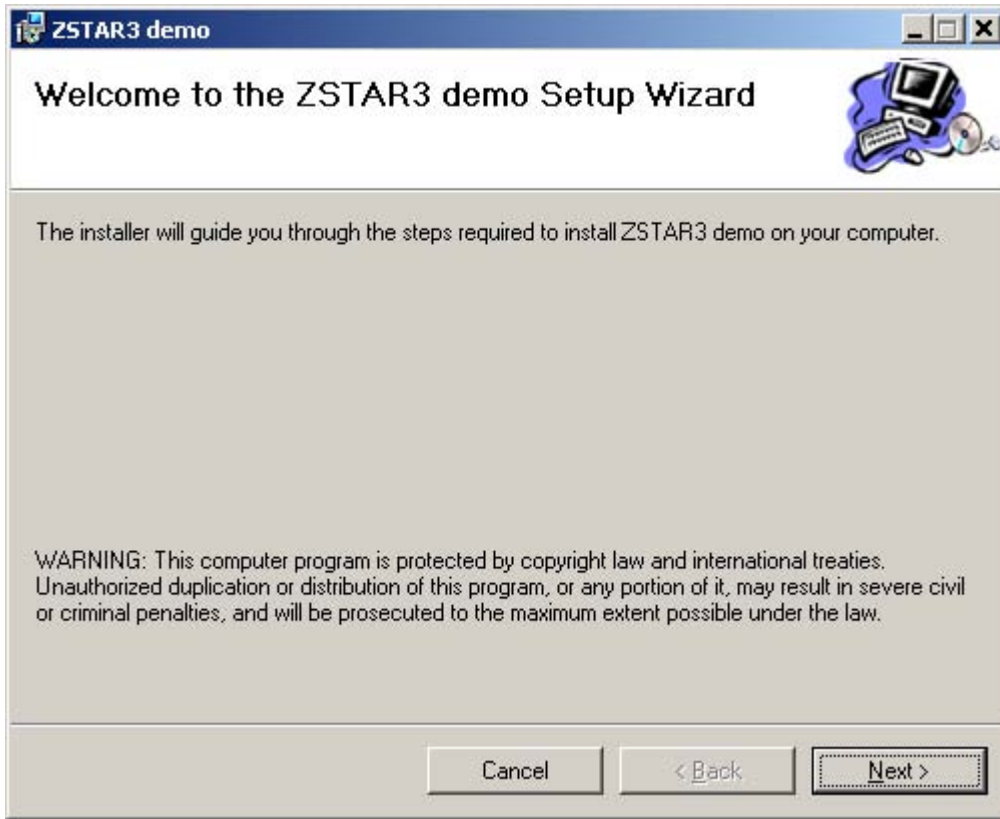 ZSTAR3 demo
Welcome to the ZSTAR3 demo Setup Wizard
The installer will guide you through the steps required to install ZSTAR3 demo on your computer.
WARNING: This computer program is protected by copyright law and international treaties.
Unauthorized duplication or distribution of this program, or any portion of it, may result in severe civil
or criminal penalties, and will be prosecuted to the maximum extent possible under the law.
Cancel
< Back
Next >